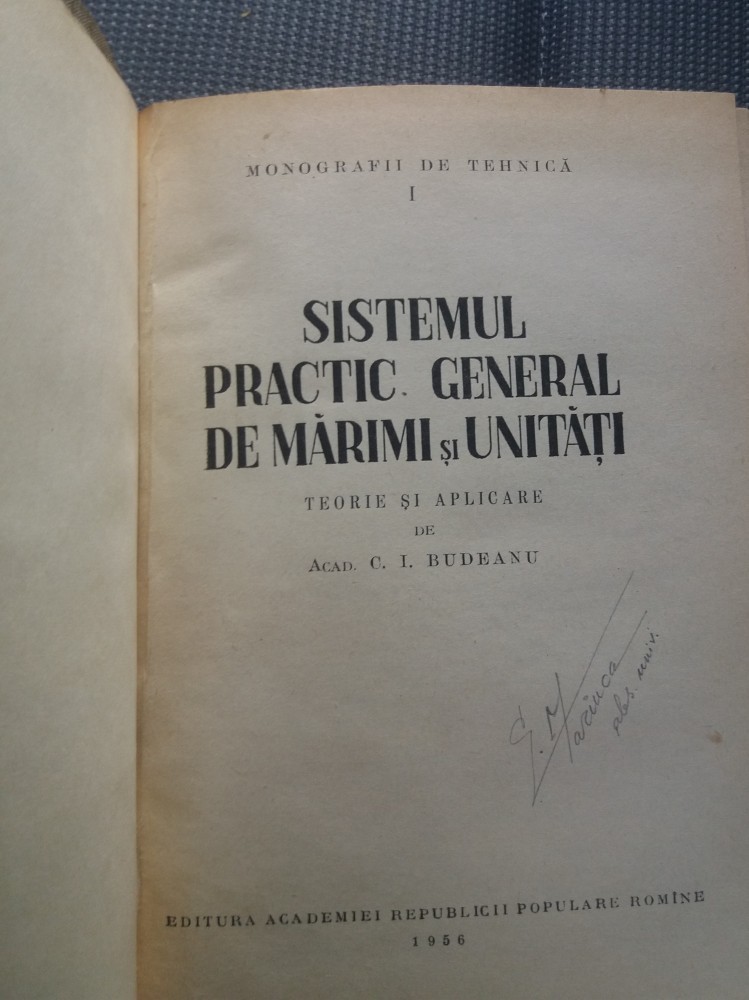 MONOGRAFII DE TEHNICĂ
I
SISTEMUL
PRACTIC GENERAL
DE MĂRIMI ȘI UNITĂȚI
TEORIE ȘI APLICARE
DE
ACAD. C. I. BUDEANU
univ.
EDITURA ACADEMIEI REPUBLICII POPULARE ROMÎNE
1956